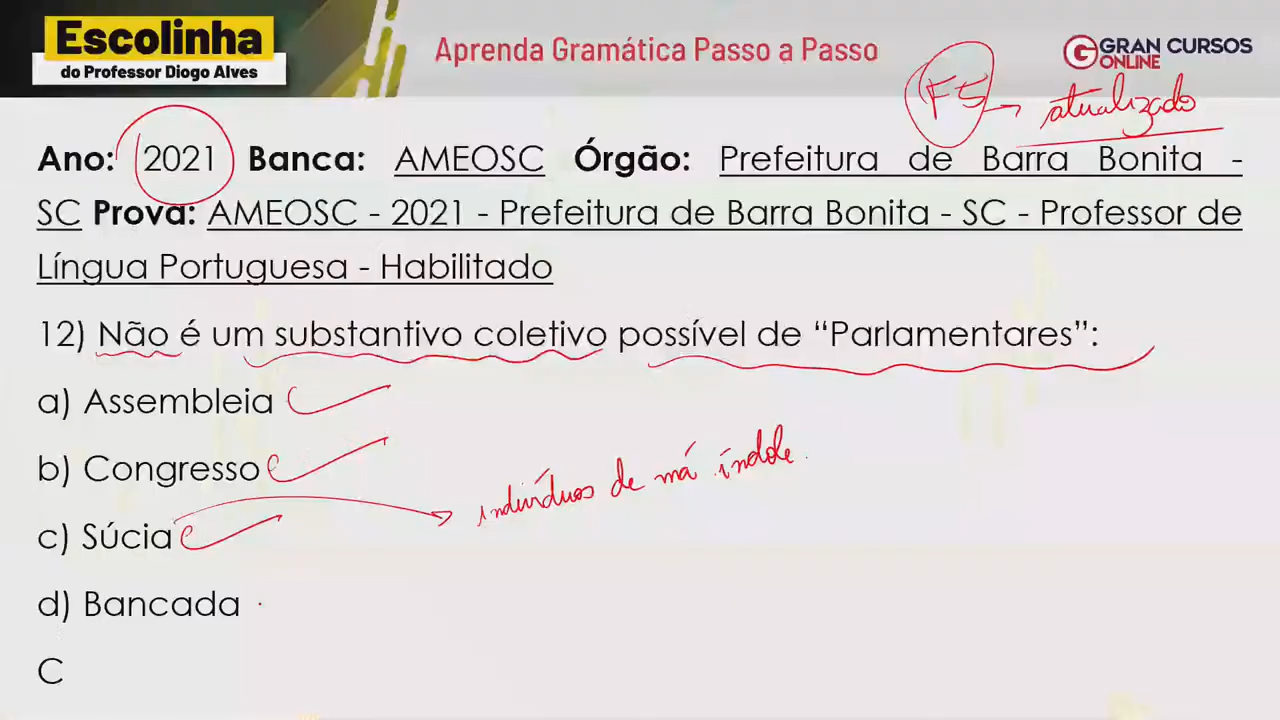 Escolinha
do Professor Diogo Alves
Aprenda Gramática Passo a Passo
GRAN CURSOS
ONLINE
F5 → atualizado
Ano: 2021 Banca: AMEOSC Órgão: Prefeitura de Barra Bonita -
SC Prova: AMEOSC - 2021 - Prefeitura de Barra Bonita - SC - Professor de
Língua Portuguesa - Habilitado
12) Não é um substantivo coletivo possível de “Parlamentares”:
a) Assembleia
b) Congresso
indivíduos de má índole
c) Súcia
d) Bancada
C